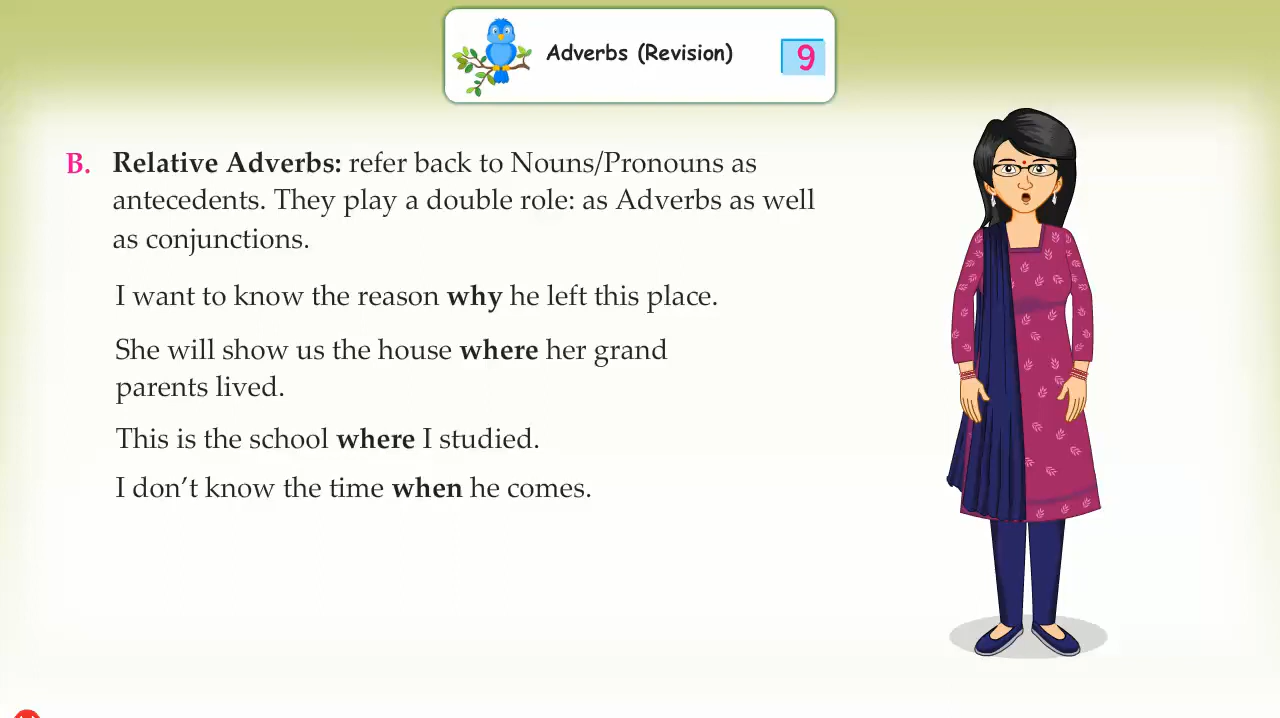 Adverbs (Revision) 9
B. Relative Adverbs: refer back to Nouns/Pronouns as
antecedents. They play a double role: as Adverbs as well
as conjunctions.
I want to know the reason why he left this place.
She will show us the house where her grand
parents lived.
This is the school where I studied.
I don’t know the time when he comes.